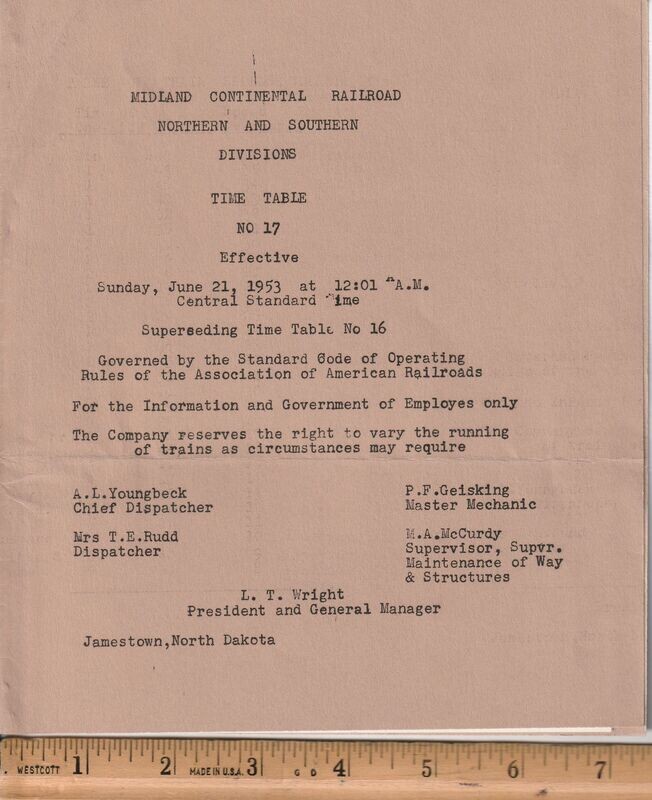 MIDLAND CONTINENTAL RAILROAD
NORTHERN AND SOUTHERN
DIVISIONS
TIME TABLE
NO 17
Effective
Sunday, June 21, 1953 at 12:01 A.M.
Central Standard Time
Superseding Time Table No 16
Governed by the Standard Code of Operating
Rules of the Association of American Railroads
For the Information and Government of Employes only
The Company reserves the right to vary the running
of trains as circumstances may require
A.L.Youngbeck
Chief Dispatcher
P.F.Geisking
Master Mechanic
Mrs T.E.Rudd
Dispatcher
M.A.McCurdy
Supervisor, Supvr.
Maintenance of Way
& Structures
L. T. Wright
President and General Manager
Jamestown,North Dakota
WESTCOTT 1 2 MADE IN U.S.A. 3 G D 4 5 6 7